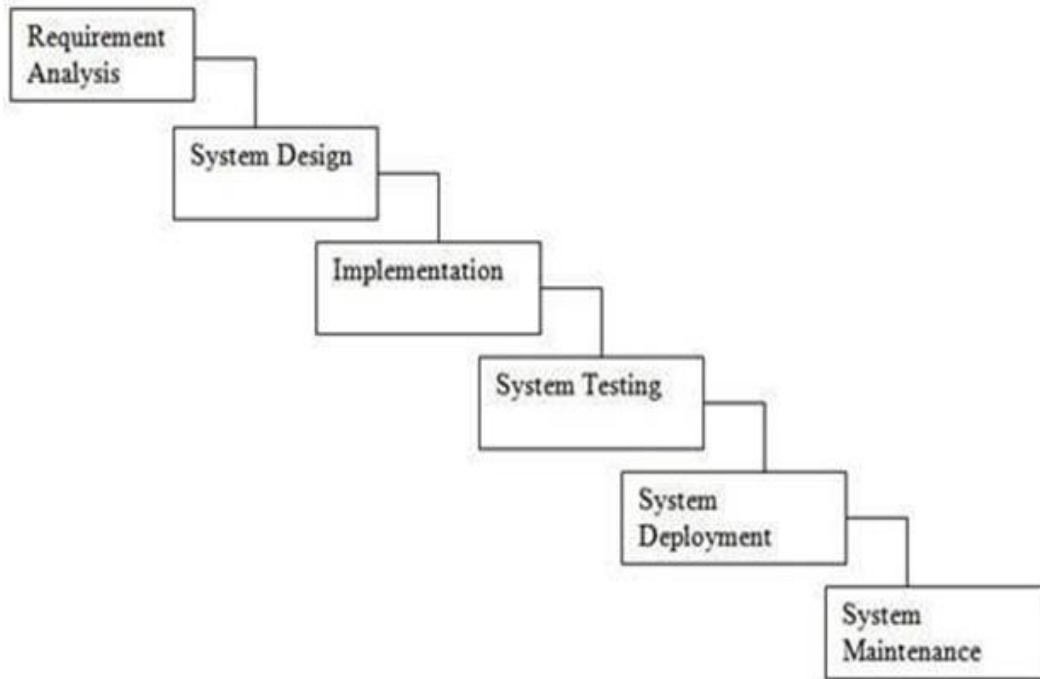 Requirement
Analysis
System Design
Implementation
System Testing
System
Deployment
System
Maintenance